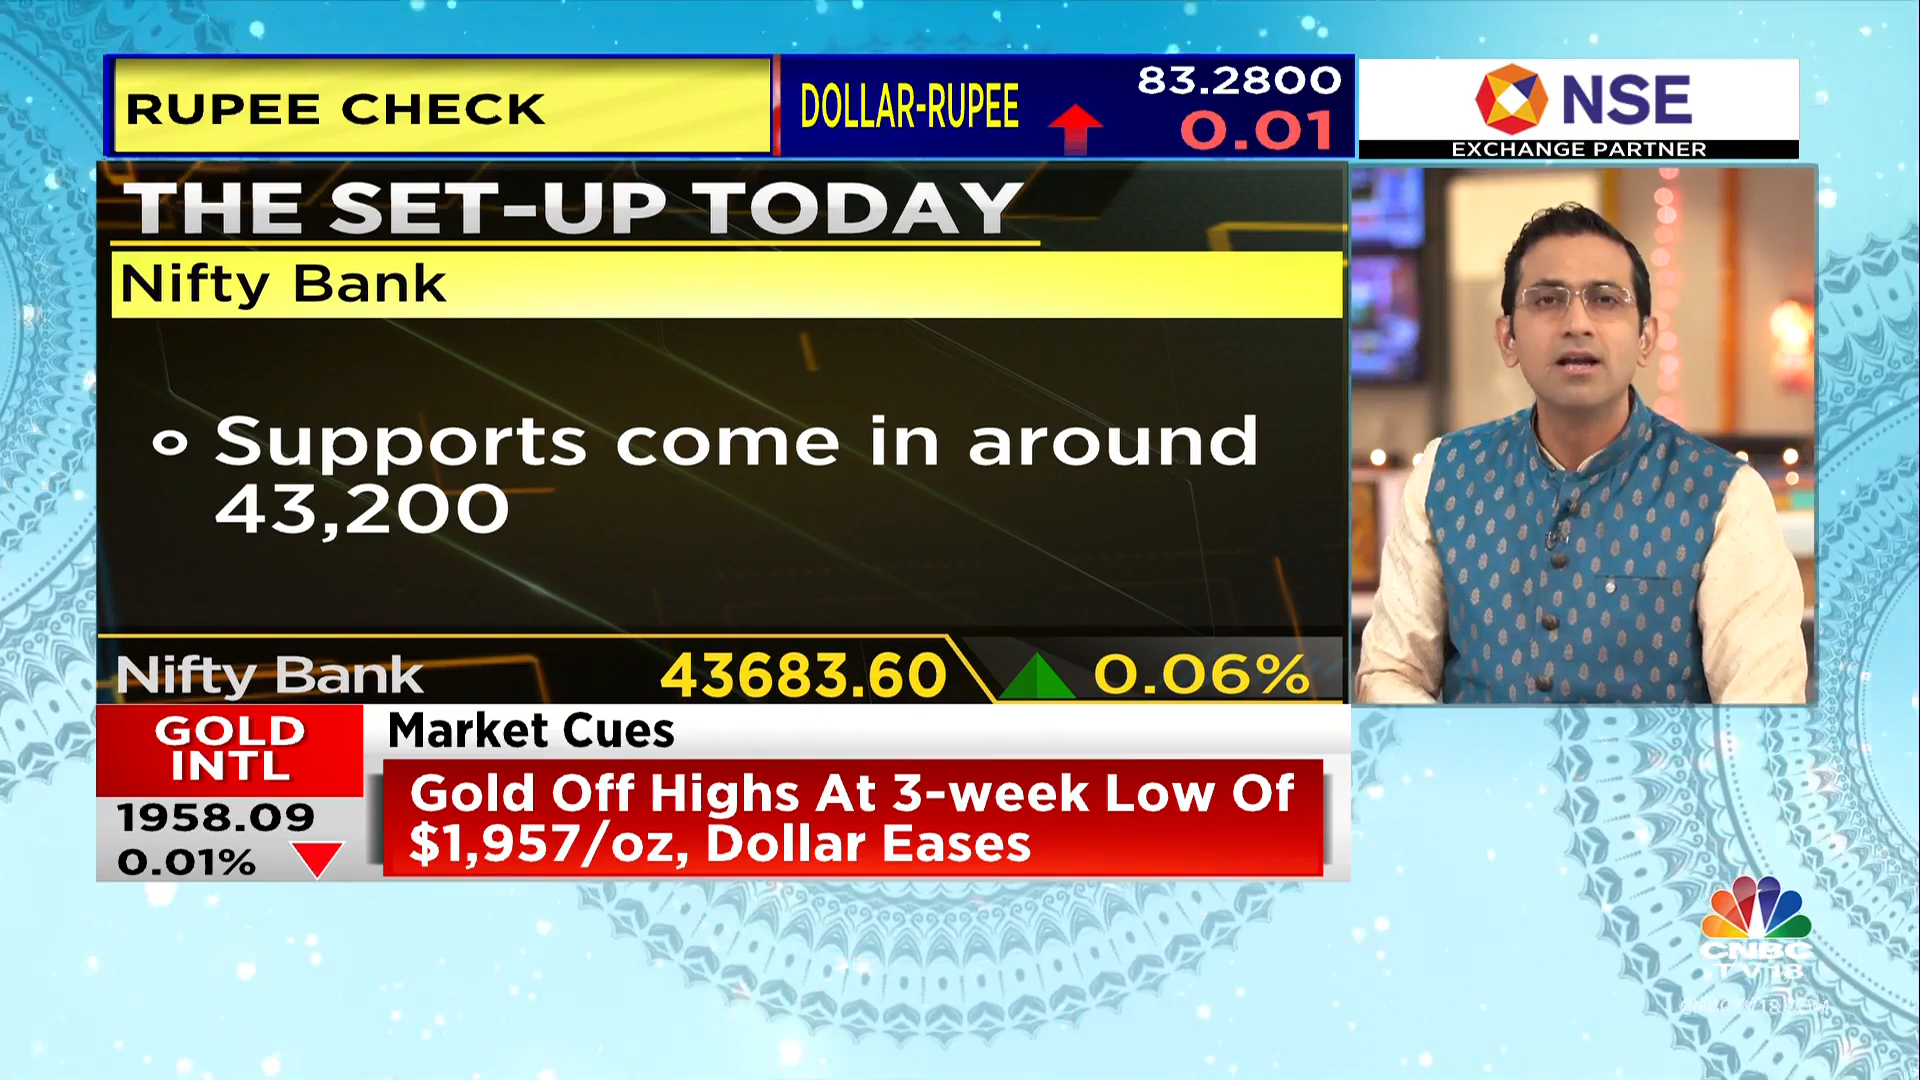 RUPEE CHECK
DOLLAR-RUPEE
83.2800
0.01
NSE
EXCHANGE PARTNER
THE SET-UP TODAY
Nifty Bank
Supports come in around
43,200
Nifty Bank 43683.60 0.06%
GOLD
INTL
1958.09
0.01%
Market Cues
Gold Off Highs At 3-week Low Of
$1,957/oz, Dollar Eases
CNBC
TV18